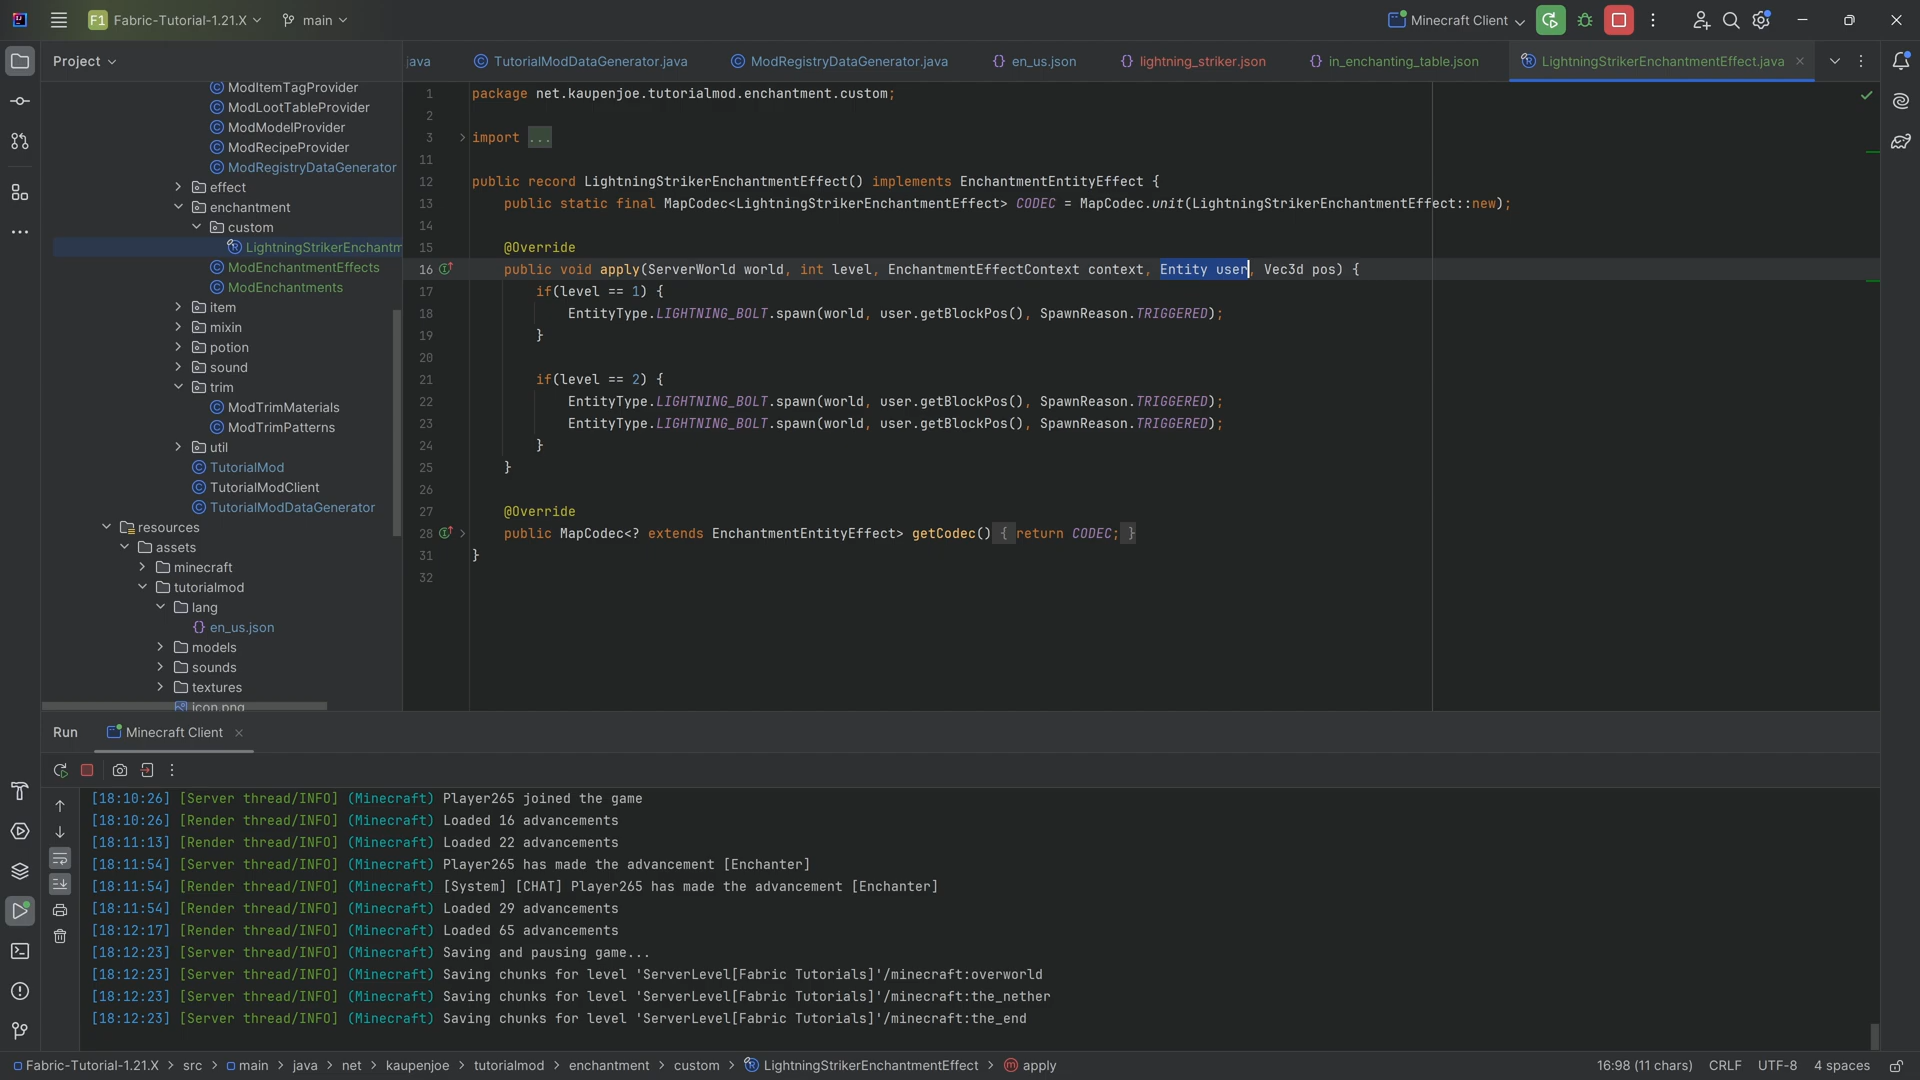 F1 Fabric-Tutorial-1.21.X main Minecraft Client
Project
java TutorialModDataGenerator.java ModRegistryDataGenerator.java en_us.json lightning_striker.json in_enchanting_table.json LightningStrikerEnchantmentEffect.java
ModItemTagProvider
ModLootTableProvider
ModModelProvider
ModRecipeProvider
ModRegistryDataGenerator
effect
enchantment
custom
LightningStrikerEnchantm
ModEnchantmentEffects
ModEnchantments
item
mixin
potion
sound
trim
ModTrimMaterials
ModTrimPatterns
util
TutorialMod
TutorialModClient
TutorialModDataGenerator
resources
assets
minecraft
tutorialmod
lang
en_us.json
models
sounds
textures
icon.png
1 package net.kaupenjoe.tutorialmod.enchantment.custom;
2
3 import ...
11
12 public record LightningStrikerEnchantmentEffect() implements EnchantmentEntityEffect {
13 public static final MapCodec<LightningStrikerEnchantmentEffect> CODEC = MapCodec.unit(LightningStrikerEnchantmentEffect::new);
14
15 @Override
16 public void apply(ServerWorld world, int level, EnchantmentEffectContext context, Entity user, Vec3d pos) {
17 if(level == 1) {
18 EntityType.LIGHTNING_BOLT.spawn(world, user.getBlockPos(), SpawnReason.TRIGGERED);
19 }
20
21 if(level == 2) {
22 EntityType.LIGHTNING_BOLT.spawn(world, user.getBlockPos(), SpawnReason.TRIGGERED);
23 EntityType.LIGHTNING_BOLT.spawn(world, user.getBlockPos(), SpawnReason.TRIGGERED);
24 }
25 }
26
27 @Override
28 public MapCodec<? extends EnchantmentEntityEffect> getCodec() { return CODEC; }
31 }
32
Run Minecraft Client
[18:10:26] [Server thread/INFO] (Minecraft) Player265 joined the game
[18:10:26] [Render thread/INFO] (Minecraft) Loaded 16 advancements
[18:11:13] [Render thread/INFO] (Minecraft) Loaded 22 advancements
[18:11:54] [Server thread/INFO] (Minecraft) Player265 has made the advancement [Enchanter]
[18:11:54] [Render thread/INFO] (Minecraft) [System] [CHAT] Player265 has made the advancement [Enchanter]
[18:11:54] [Render thread/INFO] (Minecraft) Loaded 29 advancements
[18:12:17] [Render thread/INFO] (Minecraft) Loaded 65 advancements
[18:12:23] [Server thread/INFO] (Minecraft) Saving and pausing game...
[18:12:23] [Server thread/INFO] (Minecraft) Saving chunks for level 'ServerLevel[Fabric Tutorials]'/minecraft:overworld
[18:12:23] [Server thread/INFO] (Minecraft) Saving chunks for level 'ServerLevel[Fabric Tutorials]'/minecraft:the_nether
[18:12:23] [Server thread/INFO] (Minecraft) Saving chunks for level 'ServerLevel[Fabric Tutorials]'/minecraft:the_end
Fabric-Tutorial-1.21.X > src > main > java > net > kaupenjoe > tutorialmod > enchantment > custom > LightningStrikerEnchantmentEffect > apply 16:98 (11 chars) CRLF UTF-8 4 spaces